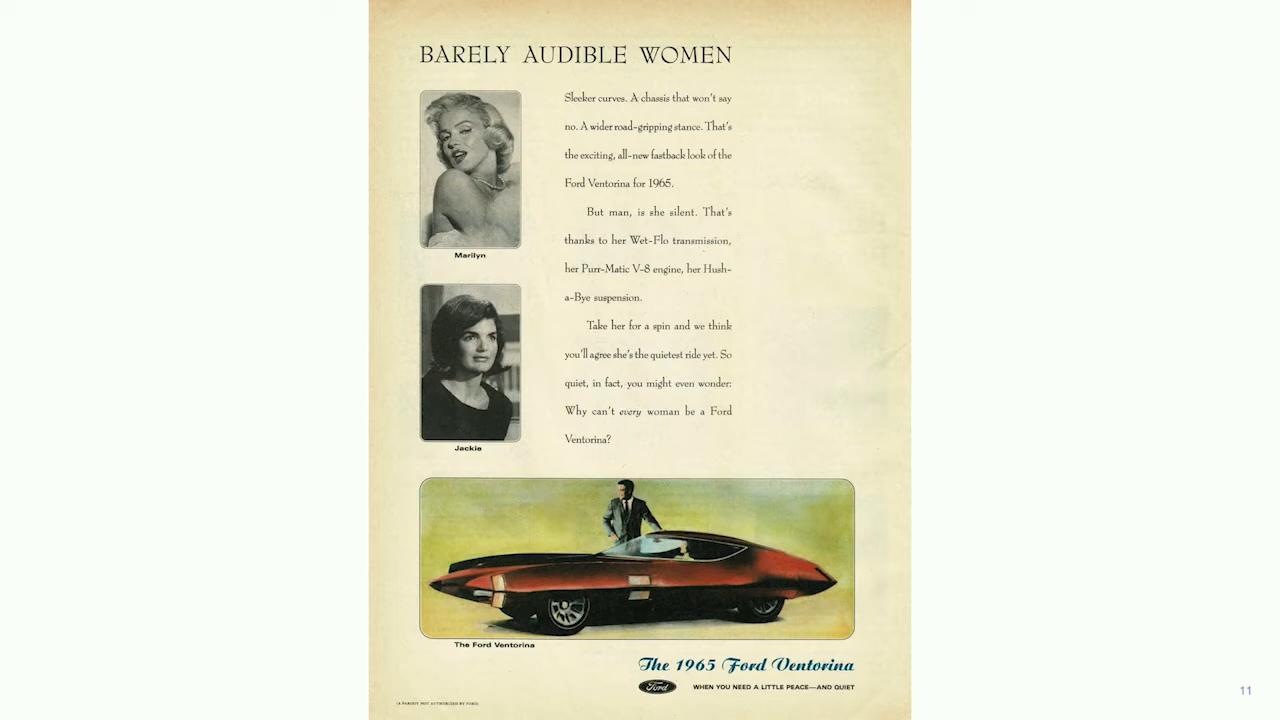 BARELY AUDIBLE WOMEN
Marilyn
Jackie
Sleeker curves. A chassis that won't say
no. A wider road-gripping stance. That's
the exciting, all-new fastback look of the
Ford Ventorina for 1965.
But man, is she silent. That's
thanks to her Wet-Flo transmission,
her Purr-Matic V-8 engine, her Hush-
a-Bye suspension.
Take her for a spin and we think
you'll agree she's the quietest ride yet. So
quiet, in fact, you might even wonder:
Why can't every woman be a Ford
Ventorina?
The Ford Ventorina
The 1965 Ford Ventorina
Ford
WHEN YOU NEED A LITTLE PEACE—AND QUIET
(A PARODY NOT AUTHORIZED BY FORD)
11